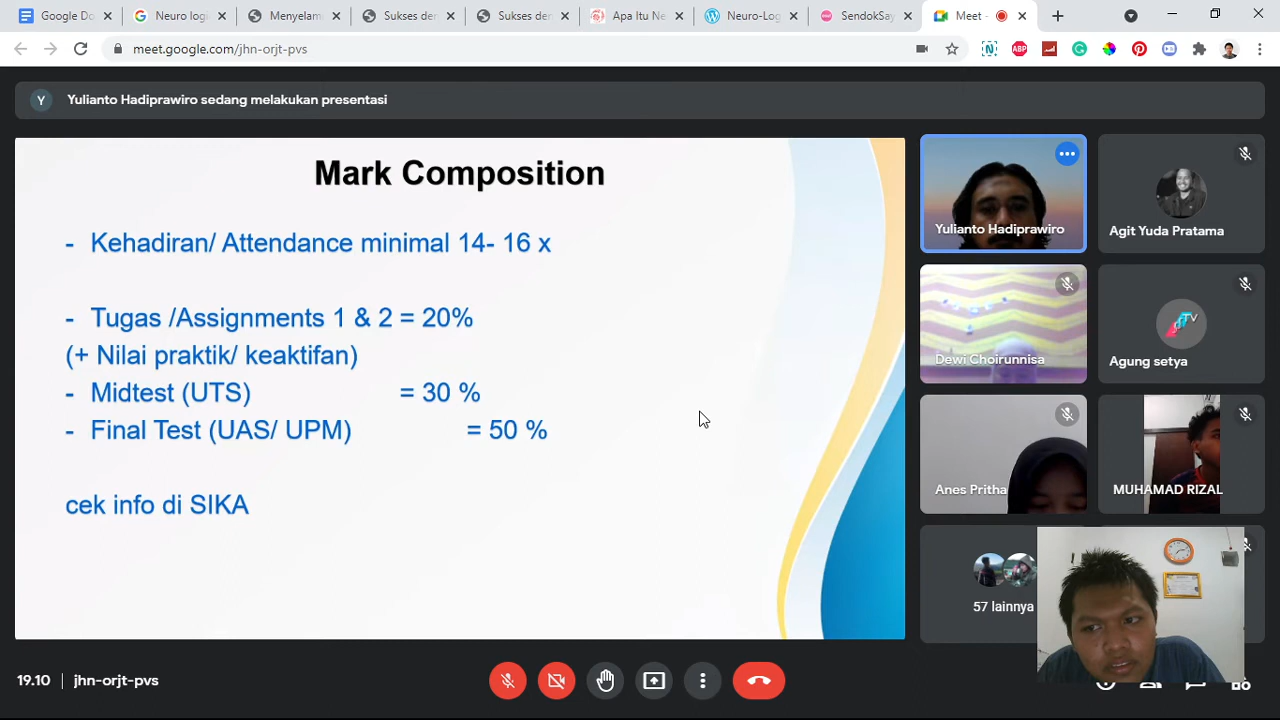 Google Do
Neuro logi
Menyelam
Sukses der
Sukses der
Apa Itu Ne
Neuro-Log
SendokSay
Meet -
meet.google.com/jhn-orjt-pvs
ABP
Y Yulianto Hadiprawiro sedang melakukan presentasi
Mark Composition
- Kehadiran/ Attendance minimal 14- 16 x
- Tugas /Assignments 1 & 2 = 20%
(+ Nilai praktik/ keaktifan)
- Midtest (UTS) = 30 %
- Final Test (UAS/ UPM) = 50 %
cek info di SIKA
Yulianto Hadiprawiro
Agit Yuda Pratama
Dewi Choirunnisa
Agung setya
Anes Pritha
MUHAMAD RIZAL
57 lainnya
19.10 | jhn-orjt-pvs